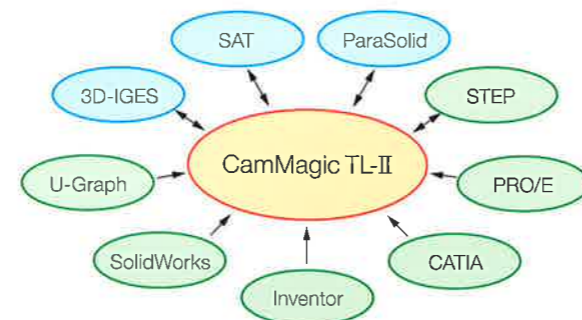 SAT
ParaSolid
3D-IGES
STEP
CamMagic TL-Ⅱ
U-Graph
PRO/E
SolidWorks
CATIA
Inventor